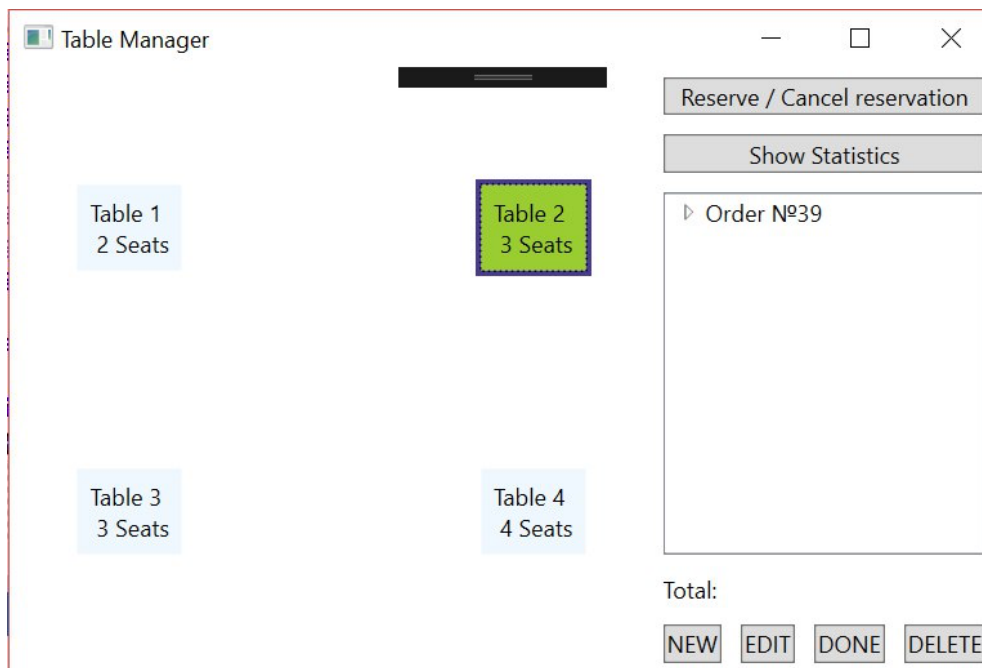 Table Manager
Reserve / Cancel reservation
Show Statistics
Table 1
2 Seats
Table 2
3 Seats
Order №39
Table 3
3 Seats
Table 4
4 Seats
Total:
NEW
EDIT
DONE
DELETE